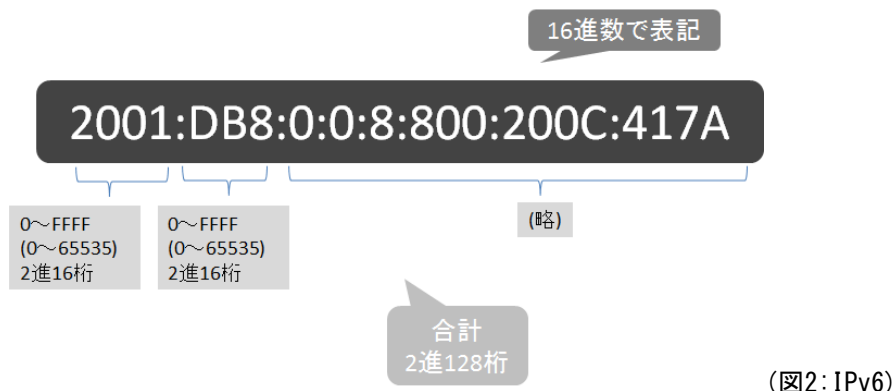 16進数で表記
2001:DB8:0:0:8:800:200C:417A
0～FFFF
(0～65535)
2進16桁
0～FFFF
(0～65535)
2進16桁
(略)
合計
2進128桁
(図2:IPv6)